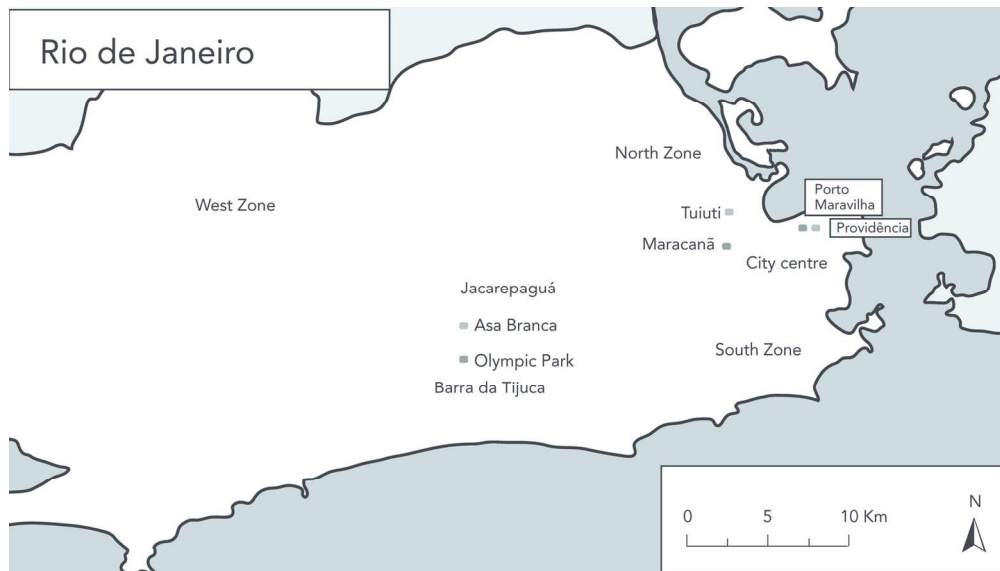 Rio de Janeiro
North Zone
Porto
Maravilha
West Zone
Tuiuti
Providência
Maracanã
City centre
Jacarepaguá
Asa Branca
South Zone
Olympic Park
Barra da Tijuca
N
0 5 10 Km